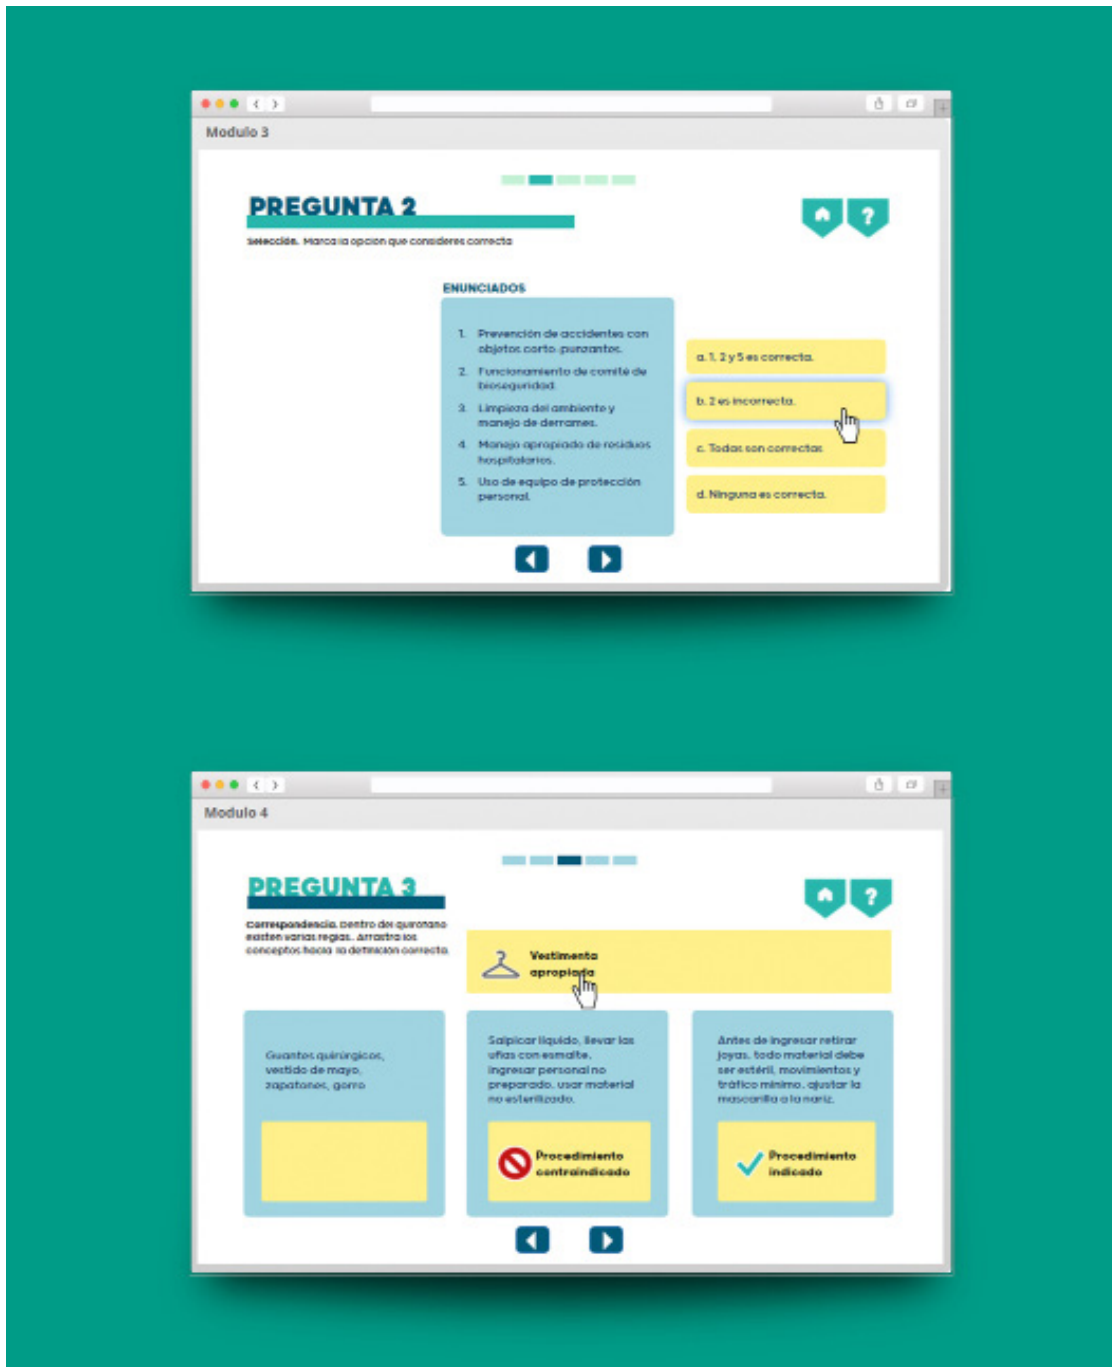 Modulo 3
PREGUNTA 2
Selección. Marca la opción que consideres correcta
ENUNCIADOS
1. Prevención de accidentes con
objetos corto-punzantes.
2. Funcionamiento de comité de
bioseguridad.
3. Limpieza del ambiente y
manejo de derrames.
4. Manejo apropiado de residuos
hospitalarios.
5. Uso de equipo de protección
personal.
a. 1, 2 y 5 es correcta.
b. 2 es incorrecta.
c. Todas son correctas
d. Ninguna es correcta.
Modulo 4
PREGUNTA 3
Correspondencia. Dentro del quirófano
existen varias reglas. Arrastra los
conceptos hacia la definición correcta.
Vestimenta
apropiada
Guantes quirúrgicos,
vestido de mayo,
zapatones, gorro
Salpicar líquido, llevar las
uñas con esmalte,
ingresar personal no
preparado, usar material
no esterilizado.
Procedimiento
contraindicado
Antes de ingresar retirar
joyas, todo material debe
ser estéril, movimientos y
tráfico mínimo, ajustar la
mascarilla a la nariz.
Procedimiento
indicado